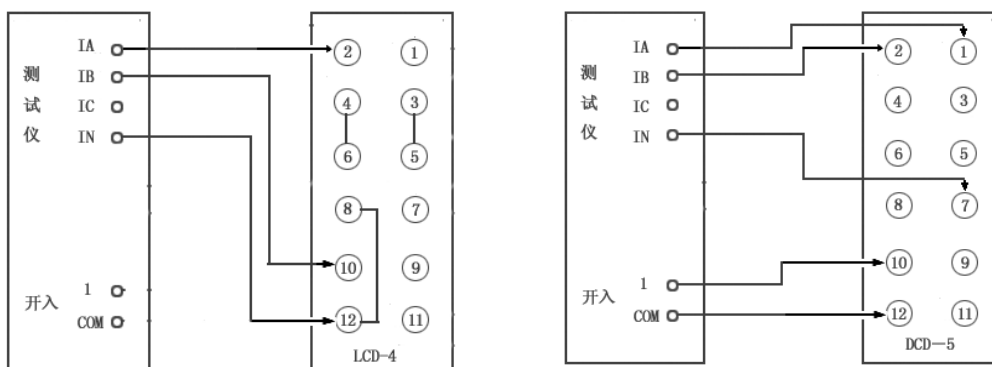 测试仪
IA
IB
IC
IN
开入
1
COM
② ①
④ ③
⑥ ⑤
⑧ ⑦
⑩ ⑨
⑫ ⑪
LCD-4
测试仪
IA
IB
IC
IN
开入
1
COM
② ①
④ ③
⑥ ⑤
⑧ ⑦
⑩ ⑨
⑫ ⑪
DCD—5